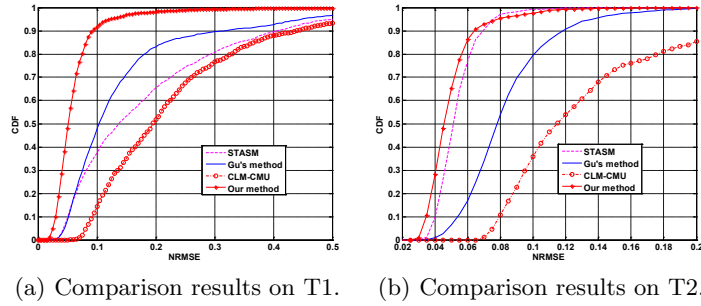 1
0.9
0.8
0.7
0.6
0.5
0.4
0.3
0.2
0.1
0
CDF
0 0.1 0.2 0.3 0.4 0.5
NRMSE
STASM
Gu's method
CLM-CMU
Our method
1
0.9
0.8
0.7
0.6
0.5
0.4
0.3
0.2
0.1
0
CDF
0.02 0.04 0.06 0.08 0.1 0.12 0.14 0.16 0.18 0.2
NRMSE
STASM
Gu's method
CLM-CMU
Our method
(a) Comparison results on T1.
(b) Comparison results on T2.